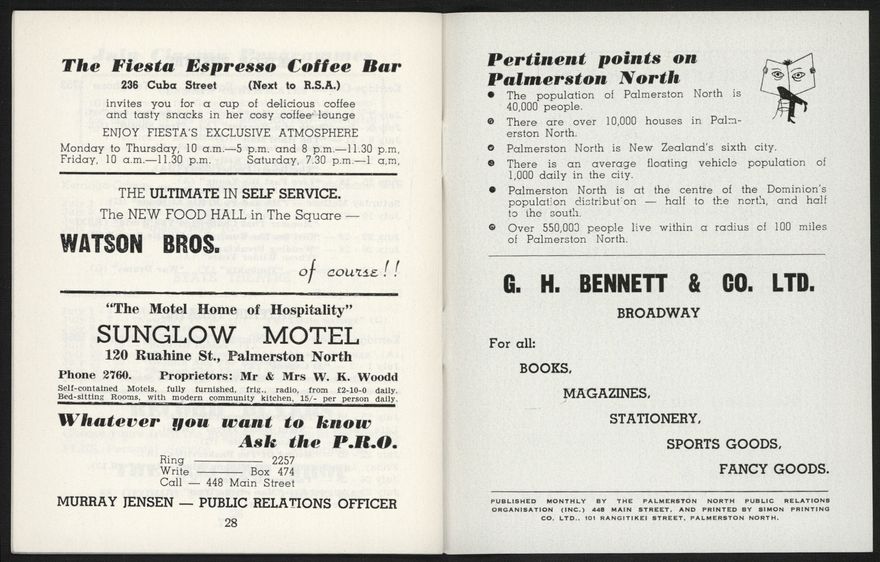 The Fiesta Espresso Coffee Bar
236 Cuba Street (Next to R.S.A.)
invites you for a cup of delicious coffee
and tasty snacks in her cosy coffee lounge
ENJOY FIESTA'S EXCLUSIVE ATMOSPHERE
Monday to Thursday, 10 a.m.—5 p.m. and 8 p.m.—11.30 p.m,
Friday, 10 a.m.—11.30 p.m. Saturday, 7.30 p.m.—1 a,m,
THE ULTIMATE IN SELF SERVICE.
The NEW FOOD HALL in The Square —
WATSON BROS.
of course!!
"The Motel Home of Hospitality"
SUNGLOW MOTEL
120 Ruahine St., Palmerston North
Phone 2760. Proprietors: Mr & Mrs W. K. Woodd
Self-contained Motels, fully furnished, frig., radio, from £2-10-0 daily.
Bed-sitting Rooms, with modern community kitchen, 15/- per person daily.
Whatever you want to know
Ask the P.R.O.
Ring ——— 2257
Write ——— Box 474
Call — 448 Main Street
MURRAY JENSEN — PUBLIC RELATIONS OFFICER
28
Pertinent points on
Palmerston North
• The population of Palmerston North is
40,000 people.
• There are over 10,000 houses in Palm-
erston North.
• Palmerston North is New Zealand's sixth city.
• There is an average floating vehicle population of
1,000 daily in the city.
• Palmerston North is at the centre of the Dominion's
population distribution — half to the north, and half
to the south.
• Over 550,000 people live within a radius of 100 miles
of Palmerston North.
G. H. BENNETT & CO. LTD.
BROADWAY
For all:
BOOKS,
MAGAZINES,
STATIONERY,
SPORTS GOODS,
FANCY GOODS.
PUBLISHED MONTHLY BY THE PALMERSTON NORTH PUBLIC RELATIONS
ORGANISATION (INC.) 448 MAIN STREET, AND PRINTED BY SIMON PRINTING
CO. LTD., 101 RANGITIKEI STREET, PALMERSTON NORTH.